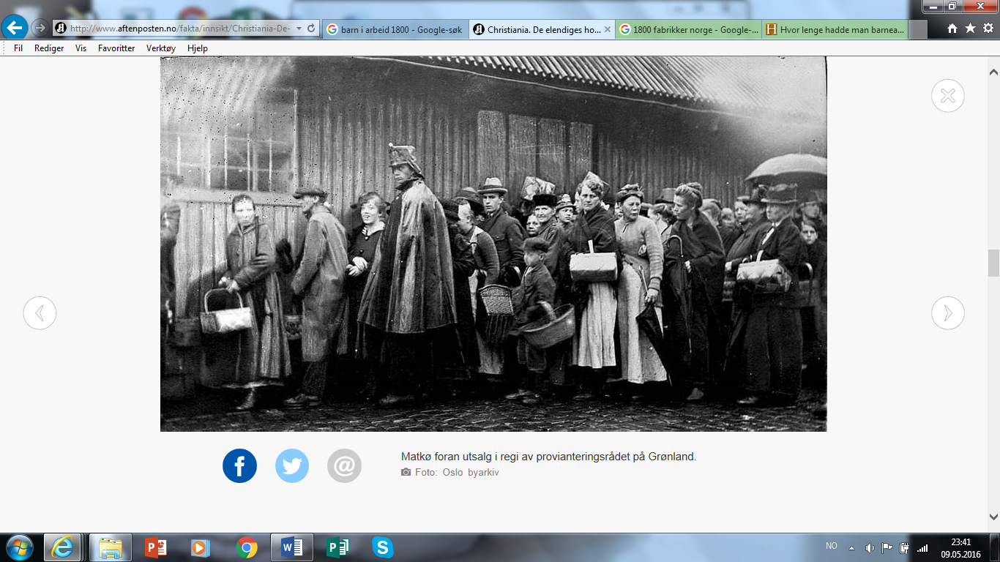 http://www.aftenposten.no/fakta/innsikt/Christiania-De-
barn i arbeid 1800 - Google-søk
Christiania. De elendiges ho...
1800 fabrikker norge - Google-...
Hvor lenge hadde man barnea...
Fil Rediger Vis Favoritter Verktøy Hjelp
Matkø foran utsalg i regi av provianteringsrådet på Grønland.
Foto: Oslo byarkiv
NO
23:41
09.05.2016